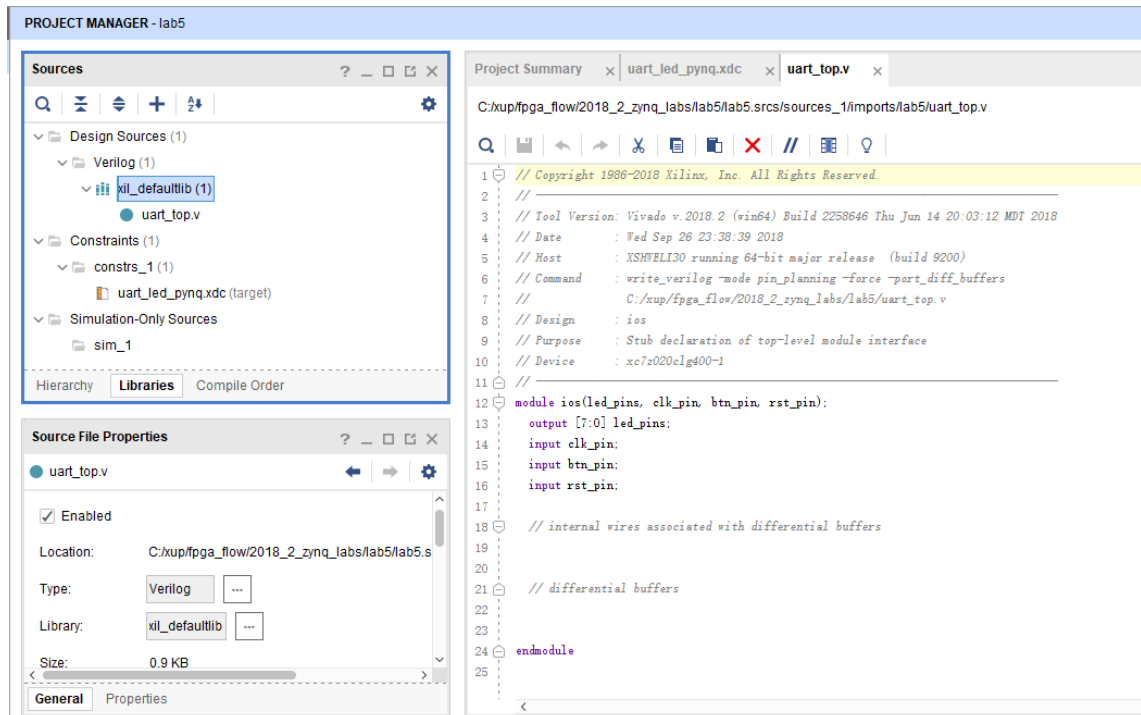 PROJECT MANAGER - lab5
Sources
Design Sources (1)
Verilog (1)
xil_defaultlib (1)
uart_top.v
Constraints (1)
constrs_1 (1)
uart_led_pynq.xdc (target)
Simulation-Only Sources
sim_1
Hierarchy Libraries Compile Order
Source File Properties
uart_top.v
Enabled
Location: C:/xup/fpga_flow/2018_2_zynq_labs/lab5/lab5.s
Type: Verilog ...
Library: xil_defaultlib ...
Size: 0.9 KB
General Properties
Project Summary uart_led_pynq.xdc uart_top.v
C:/xup/fpga_flow/2018_2_zynq_labs/lab5/lab5.srcs/sources_1/imports/lab5/uart_top.v
1 // Copyright 1986-2018 Xilinx, Inc. All Rights Reserved.
2 // --------------------------------------------------------------------------------
3 // Tool Version: Vivado v.2018.2 (win64) Build 2258646 Thu Jun 14 20:03:12 MDT 2018
4 // Date : Wed Sep 26 23:38:39 2018
5 // Host : XSHWELI30 running 64-bit major release (build 9200)
6 // Command : write_verilog -mode pin_planning -force -port_diff_buffers
7 // C:/xup/fpga_flow/2018_2_zynq_labs/lab5/uart_top.v
8 // Design : ios
9 // Purpose : Stub declaration of top-level module interface
10 // Device : xc7z020clg400-1
11 // --------------------------------------------------------------------------------
12 module ios(led_pins, clk_pin, btn_pin, rst_pin);
13 output [7:0] led_pins;
14 input clk_pin;
15 input btn_pin;
16 input rst_pin;
17
18 // internal wires associated with differential buffers
19
20
21 // differential buffers
22
23
24 endmodule
25